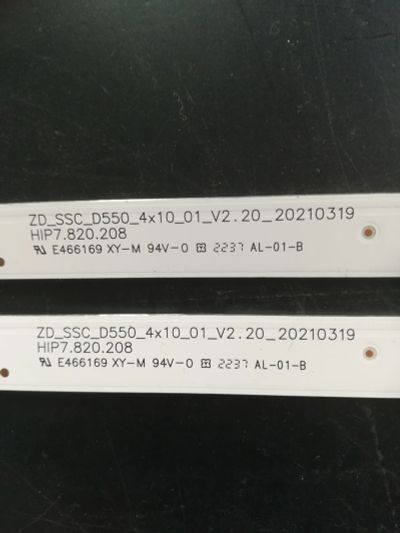 ZD_SSC_D550_4x10_01_V2.20_20210319
HIP7.820.208
E466169 XY-M 94V-0 2237 AL-01-B
ZD_SSC_D550_4x10_01_V2.20_20210319
HIP7.820.208
E466169 XY-M 94V-0 2237 AL-01-B